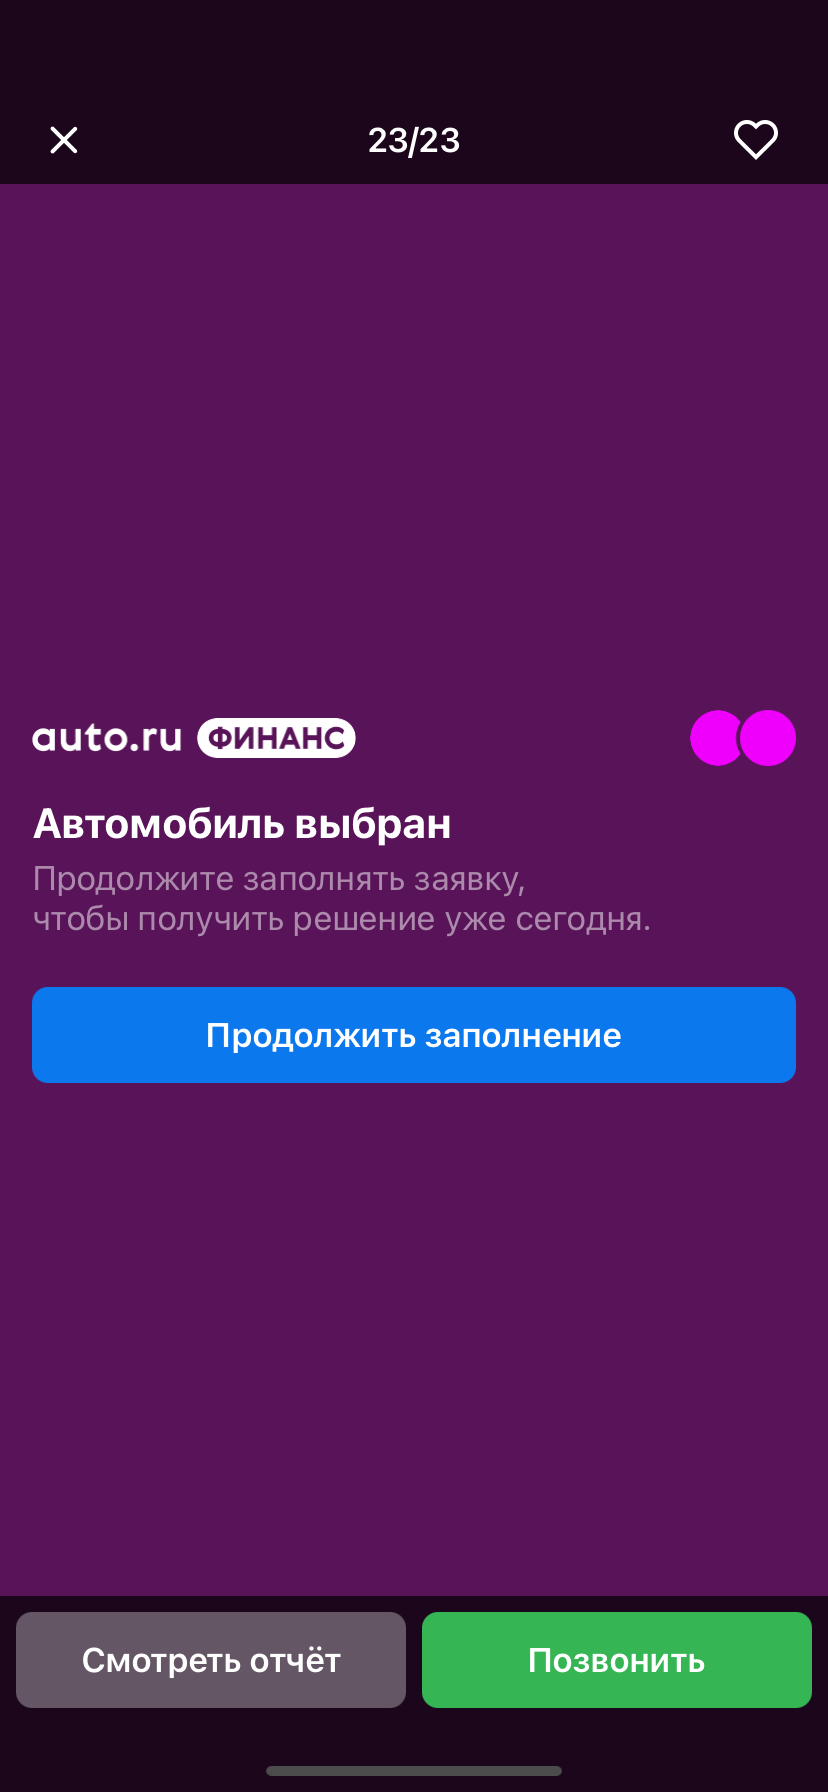 23/23
auto.ru ФИНАНС
Автомобиль выбран
Продолжите заполнять заявку,
чтобы получить решение уже сегодня.
Продолжить заполнение
Смотреть отчёт
Позвонить